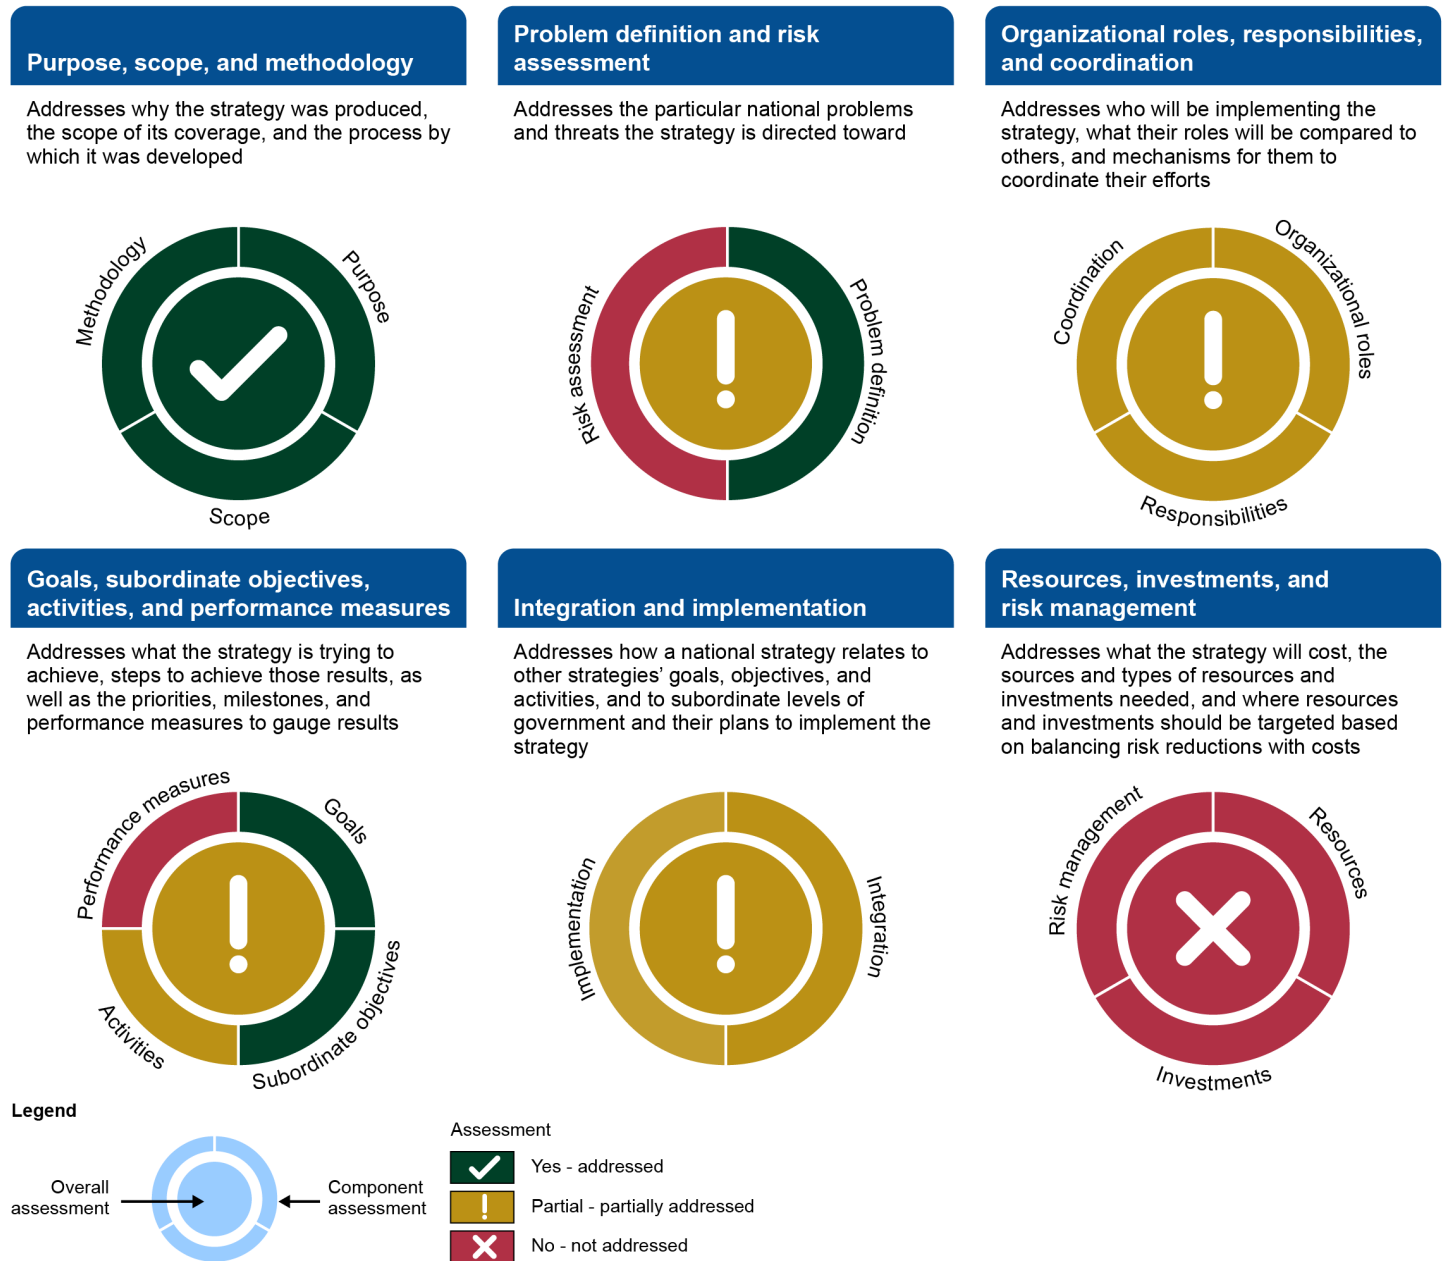 Purpose, scope, and methodology
Addresses why the strategy was produced,
the scope of its coverage, and the process by
which it was developed
Methodology
Purpose
Scope
Problem definition and risk
assessment
Addresses the particular national problems
and threats the strategy is directed toward
Risk assessment
Problem definition
Organizational roles, responsibilities,
and coordination
Addresses who will be implementing the
strategy, what their roles will be compared to
others, and mechanisms for them to
coordinate their efforts
Coordination
Organizational roles
Responsibilities
Goals, subordinate objectives,
activities, and performance measures
Addresses what the strategy is trying to
achieve, steps to achieve those results, as
well as the priorities, milestones, and
performance measures to gauge results
Performance measures
Goals
Activities
Subordinate objectives
Integration and implementation
Addresses how a national strategy relates to
other strategies’ goals, objectives, and
activities, and to subordinate levels of
government and their plans to implement the
strategy
Implementation
Integration
Resources, investments, and
risk management
Addresses what the strategy will cost, the
sources and types of resources and
investments needed, and where resources
and investments should be targeted based
on balancing risk reductions with costs
Risk management
Resources
Investments
Legend
Overall
assessment
Component
assessment
Assessment
Yes - addressed
Partial - partially addressed
No - not addressed